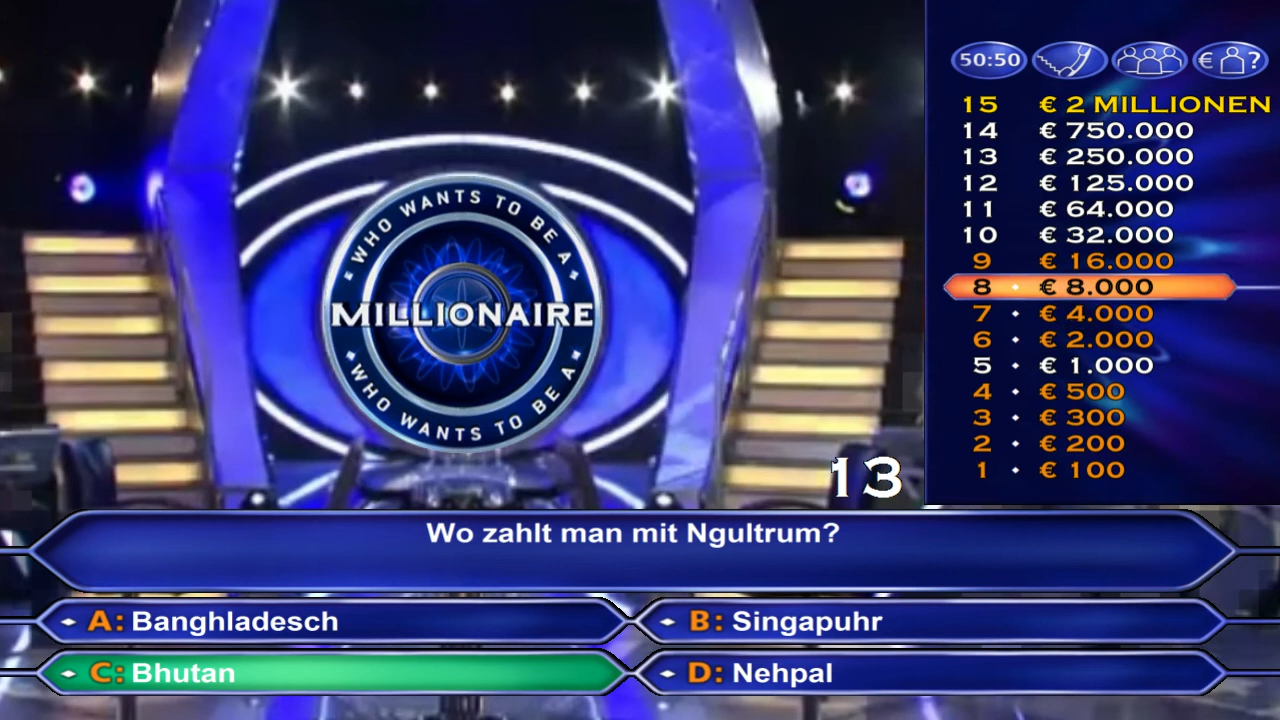 50:50 € ?
15 € 2 MILLIONEN
14 € 750.000
13 € 250.000
12 € 125.000
11 € 64.000
10 € 32.000
9 € 16.000
8 · € 8.000
7 · € 4.000
6 · € 2.000
5 · € 1.000
4 · € 500
3 · € 300
2 · € 200
1 · € 100
WHO WANTS TO BE A
MILLIONAIRE
WHO WANTS TO BE A
13
Wo zahlt man mit Ngultrum?
A: Banghladesch
B: Singapuhr
C: Bhutan
D: Nehpal